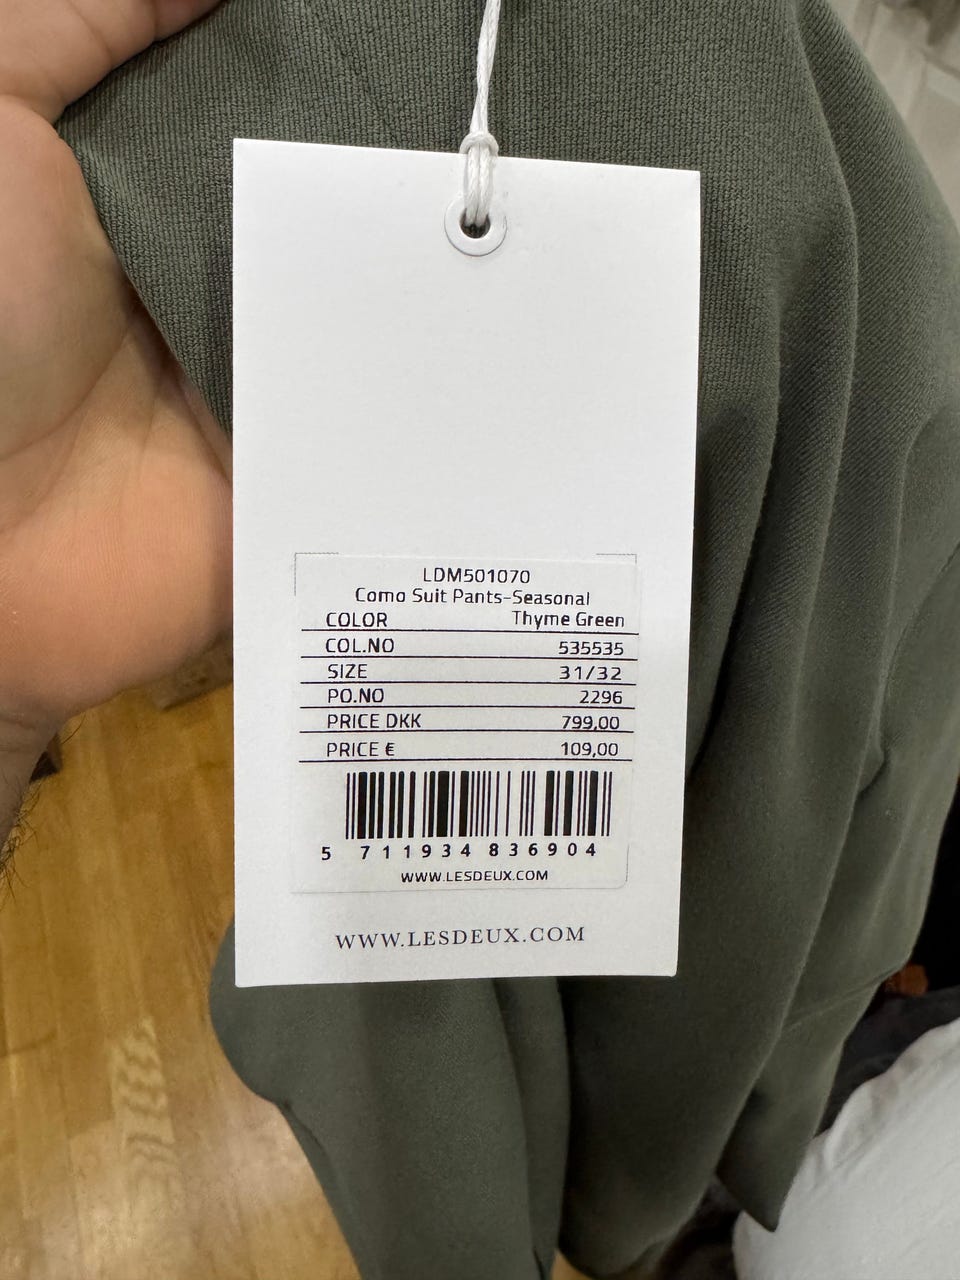 LDM501070
Como Suit Pants-Seasonal
COLOR Thyme Green
COL.NO 535535
SIZE 31/32
PO.NO 2296
PRICE DKK 799,00
PRICE € 109,00
5 711934 836904
WWW.LESDEUX.COM
WWW.LESDEUX.COM